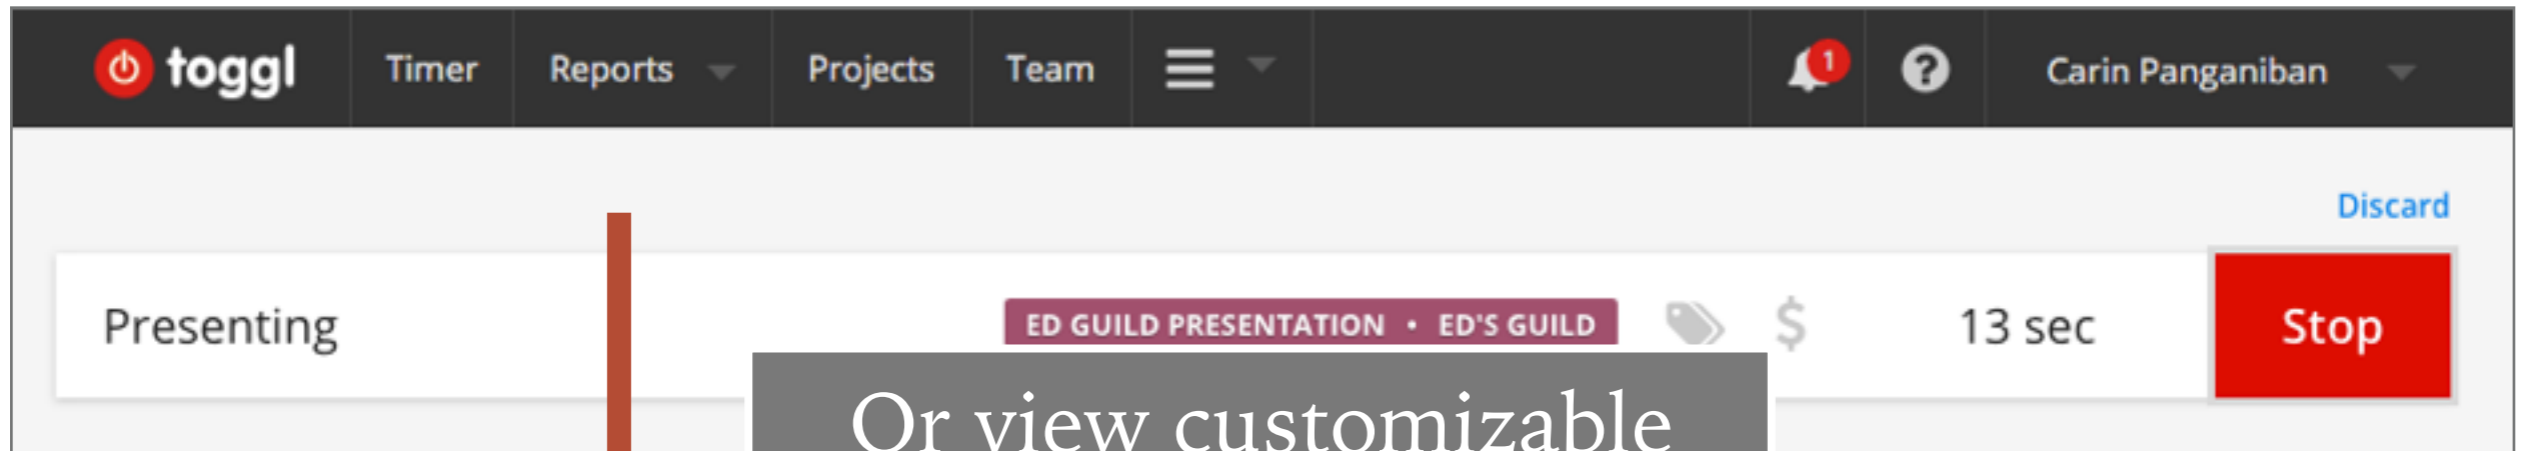 toggl Timer Reports Projects Team 1 ? Carin Panganiban
Discard
Presenting ED GUILD PRESENTATION • ED'S GUILD $ 13 sec Stop
Or view customizable